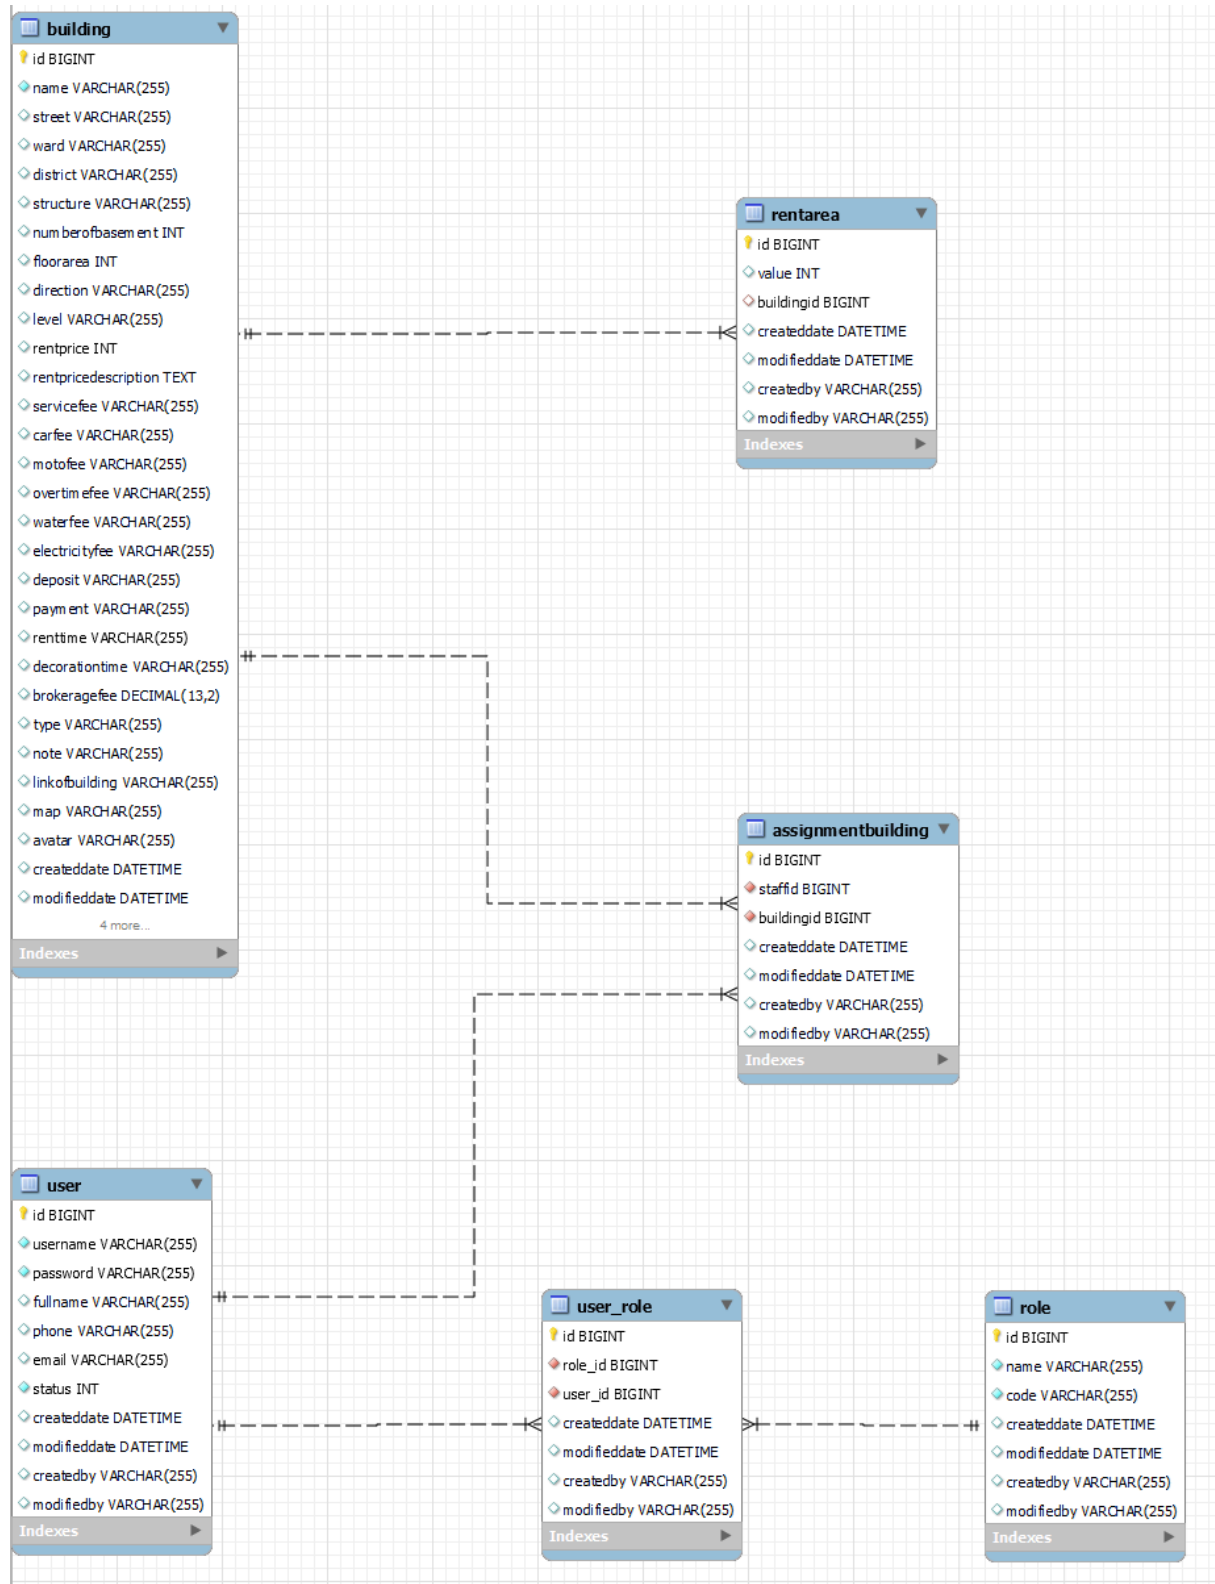 building
id BIGINT
name VARCHAR(255)
street VARCHAR(255)
ward VARCHAR(255)
district VARCHAR(255)
structure VARCHAR(255)
numberofbasement INT
floorarea INT
direction VARCHAR(255)
level VARCHAR(255)
rentprice INT
rentpricedescription TEXT
servicefee VARCHAR(255)
carfee VARCHAR(255)
motofee VARCHAR(255)
overtimefee VARCHAR(255)
waterfee VARCHAR(255)
electricityfee VARCHAR(255)
deposit VARCHAR(255)
payment VARCHAR(255)
renttime VARCHAR(255)
decorationtime VARCHAR(255)
brokeragefee DECIMAL(13,2)
type VARCHAR(255)
note VARCHAR(255)
linkofbuilding VARCHAR(255)
map VARCHAR(255)
avatar VARCHAR(255)
createddate DATETIME
modifieddate DATETIME
4 more...
Indexes
rentarea
id BIGINT
value INT
buildingid BIGINT
createddate DATETIME
modifieddate DATETIME
createdby VARCHAR(255)
modifiedby VARCHAR(255)
Indexes
assignmentbuilding
id BIGINT
staffid BIGINT
buildingid BIGINT
createddate DATETIME
modifieddate DATETIME
createdby VARCHAR(255)
modifiedby VARCHAR(255)
Indexes
user
id BIGINT
username VARCHAR(255)
password VARCHAR(255)
fullname VARCHAR(255)
phone VARCHAR(255)
email VARCHAR(255)
status INT
createddate DATETIME
modifieddate DATETIME
createdby VARCHAR(255)
modifiedby VARCHAR(255)
Indexes
user_role
id BIGINT
role_id BIGINT
user_id BIGINT
createddate DATETIME
modifieddate DATETIME
createdby VARCHAR(255)
modifiedby VARCHAR(255)
Indexes
role
id BIGINT
name VARCHAR(255)
code VARCHAR(255)
createddate DATETIME
modifieddate DATETIME
createdby VARCHAR(255)
modifiedby VARCHAR(255)
Indexes